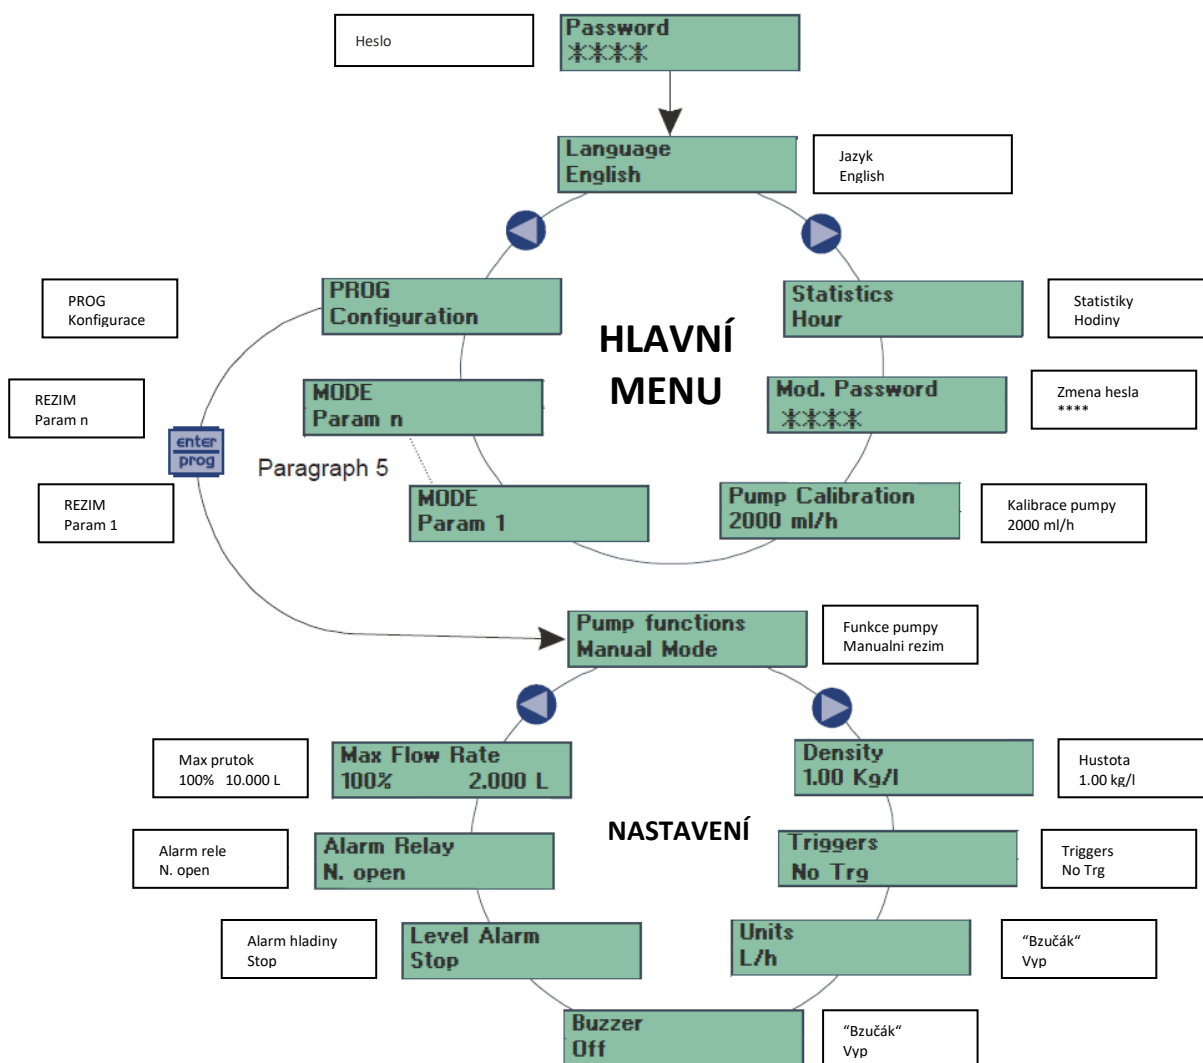 Heslo
Password
****
Language
English
Jazyk
English
PROG
Konfigurace
PROG
Configuration
HLAVNÍ
MENU
Statistics
Hour
Statistiky
Hodiny
REZIM
Param n
MODE
Param n
Mod. Password
****
Zmena hesla
****
enter
prog
Paragraph 5
REZIM
Param 1
MODE
Param 1
Pump Calibration
2000 ml/h
Kalibrace pumpy
2000 ml/h
Pump functions
Manual Mode
Funkce pumpy
Manualni rezim
Max prutok
100% 10.000 L
Max Flow Rate
100% 2.000 L
Density
1.00 Kg/l
Hustota
1.00 kg/l
NASTAVENÍ
Alarm rele
N. open
Alarm Relay
N. open
Triggers
No Trg
Triggers
No Trg
Alarm hladiny
Stop
Level Alarm
Stop
Units
L/h
“Bzučák“
Vyp
Buzzer
Off
“Bzučák“
Vyp